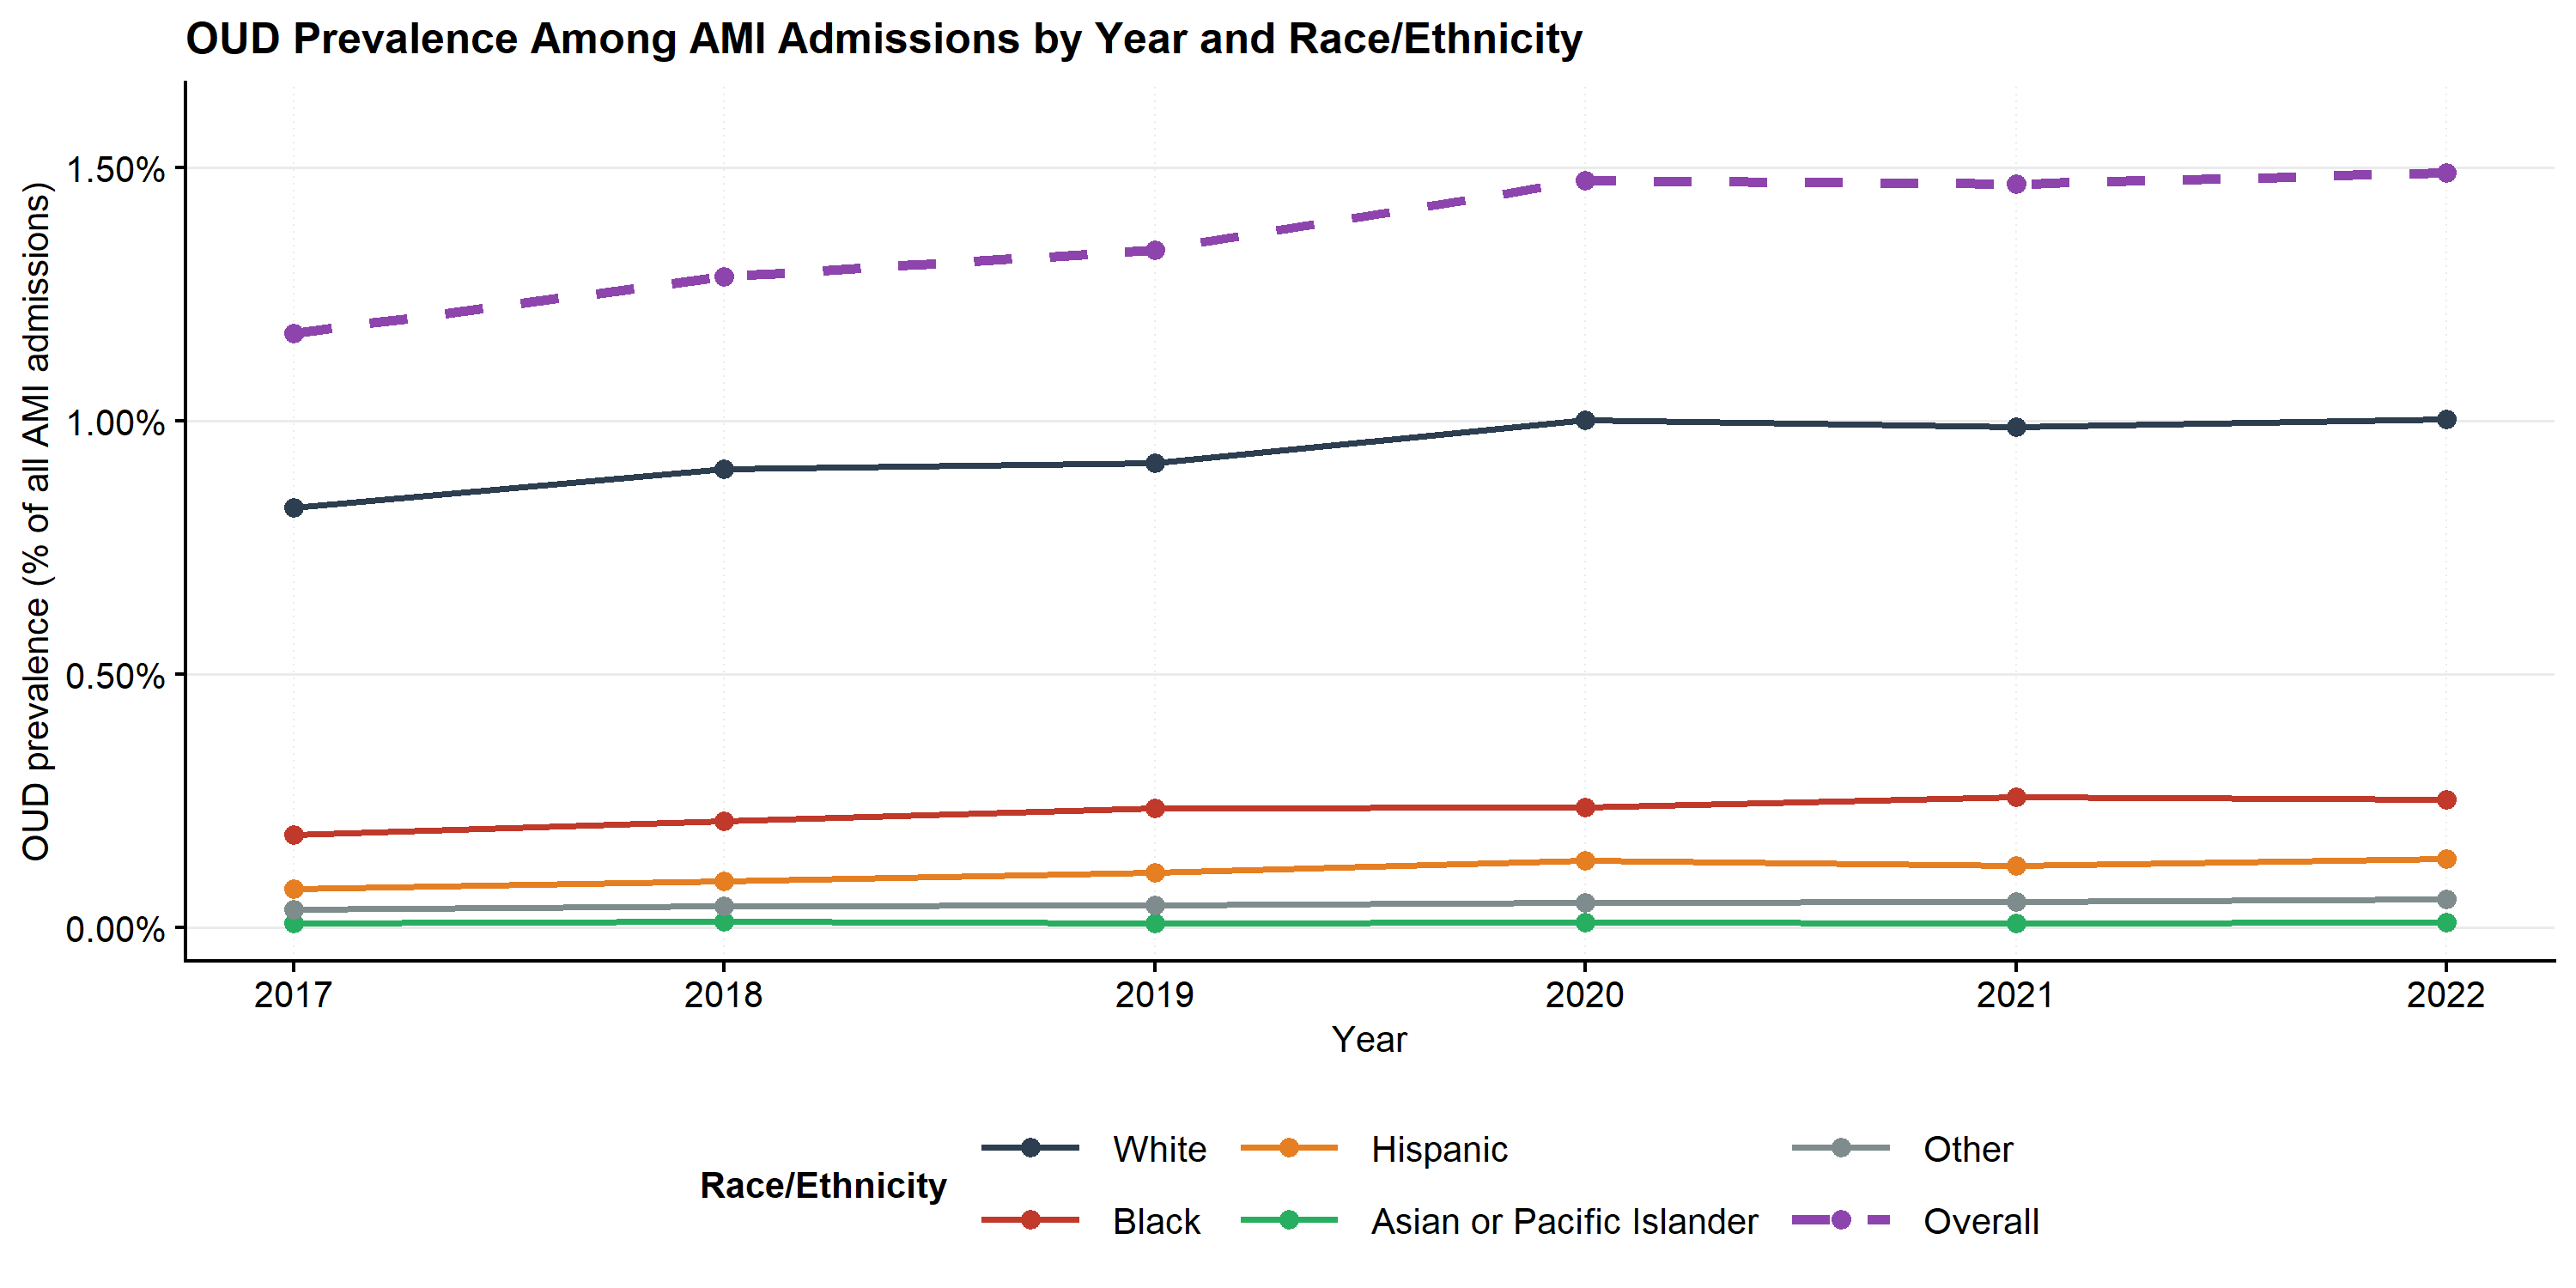 OUD Prevalence Among AMI Admissions by Year and Race/Ethnicity
OUD prevalence (% of all AMI admissions)
1.50%
1.00%
0.50%
0.00%
2017 2018 2019 2020 2021 2022
Year
Race/Ethnicity
White Hispanic Other
Black Asian or Pacific Islander Overall